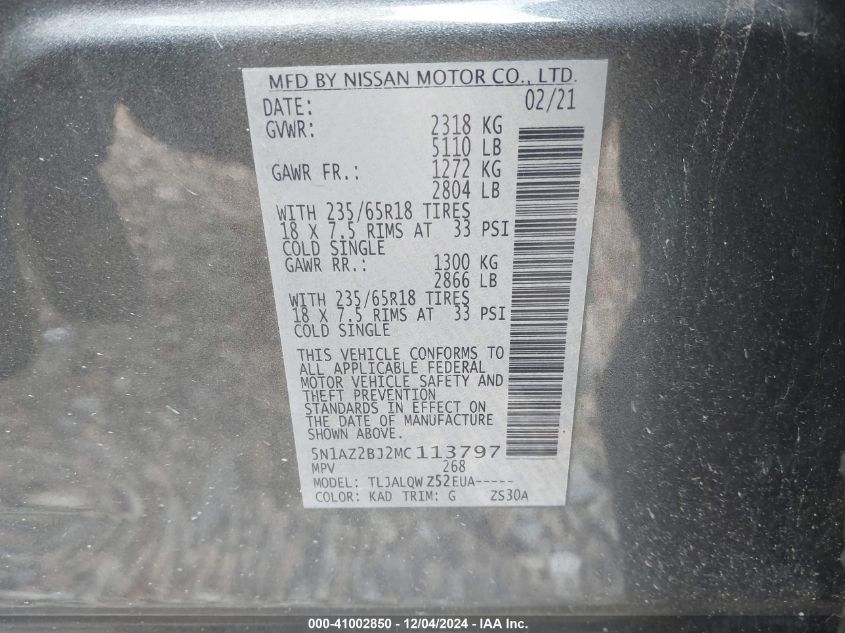 MFD BY NISSAN MOTOR CO., LTD.
DATE: 02/21
GVWR: 2318 KG
5110 LB
GAWR FR.: 1272 KG
2804 LB
WITH 235/65R18 TIRES
18 X 7.5 RIMS AT 33 PSI
COLD SINGLE
GAWR RR.: 1300 KG
2866 LB
WITH 235/65R18 TIRES
18 X 7.5 RIMS AT 33 PSI
COLD SINGLE
THIS VEHICLE CONFORMS TO
ALL APPLICABLE FEDERAL
MOTOR VEHICLE SAFETY AND
THEFT PREVENTION
STANDARDS IN EFFECT ON
THE DATE OF MANUFACTURE
SHOWN ABOVE.
5N1AZ2BJ2MC113797
MPV 268
MODEL: TLJALQW Z52EUA-----
COLOR: KAD TRIM: G ZS30A
000-41002850 - 12/04/2024 - IAA Inc.